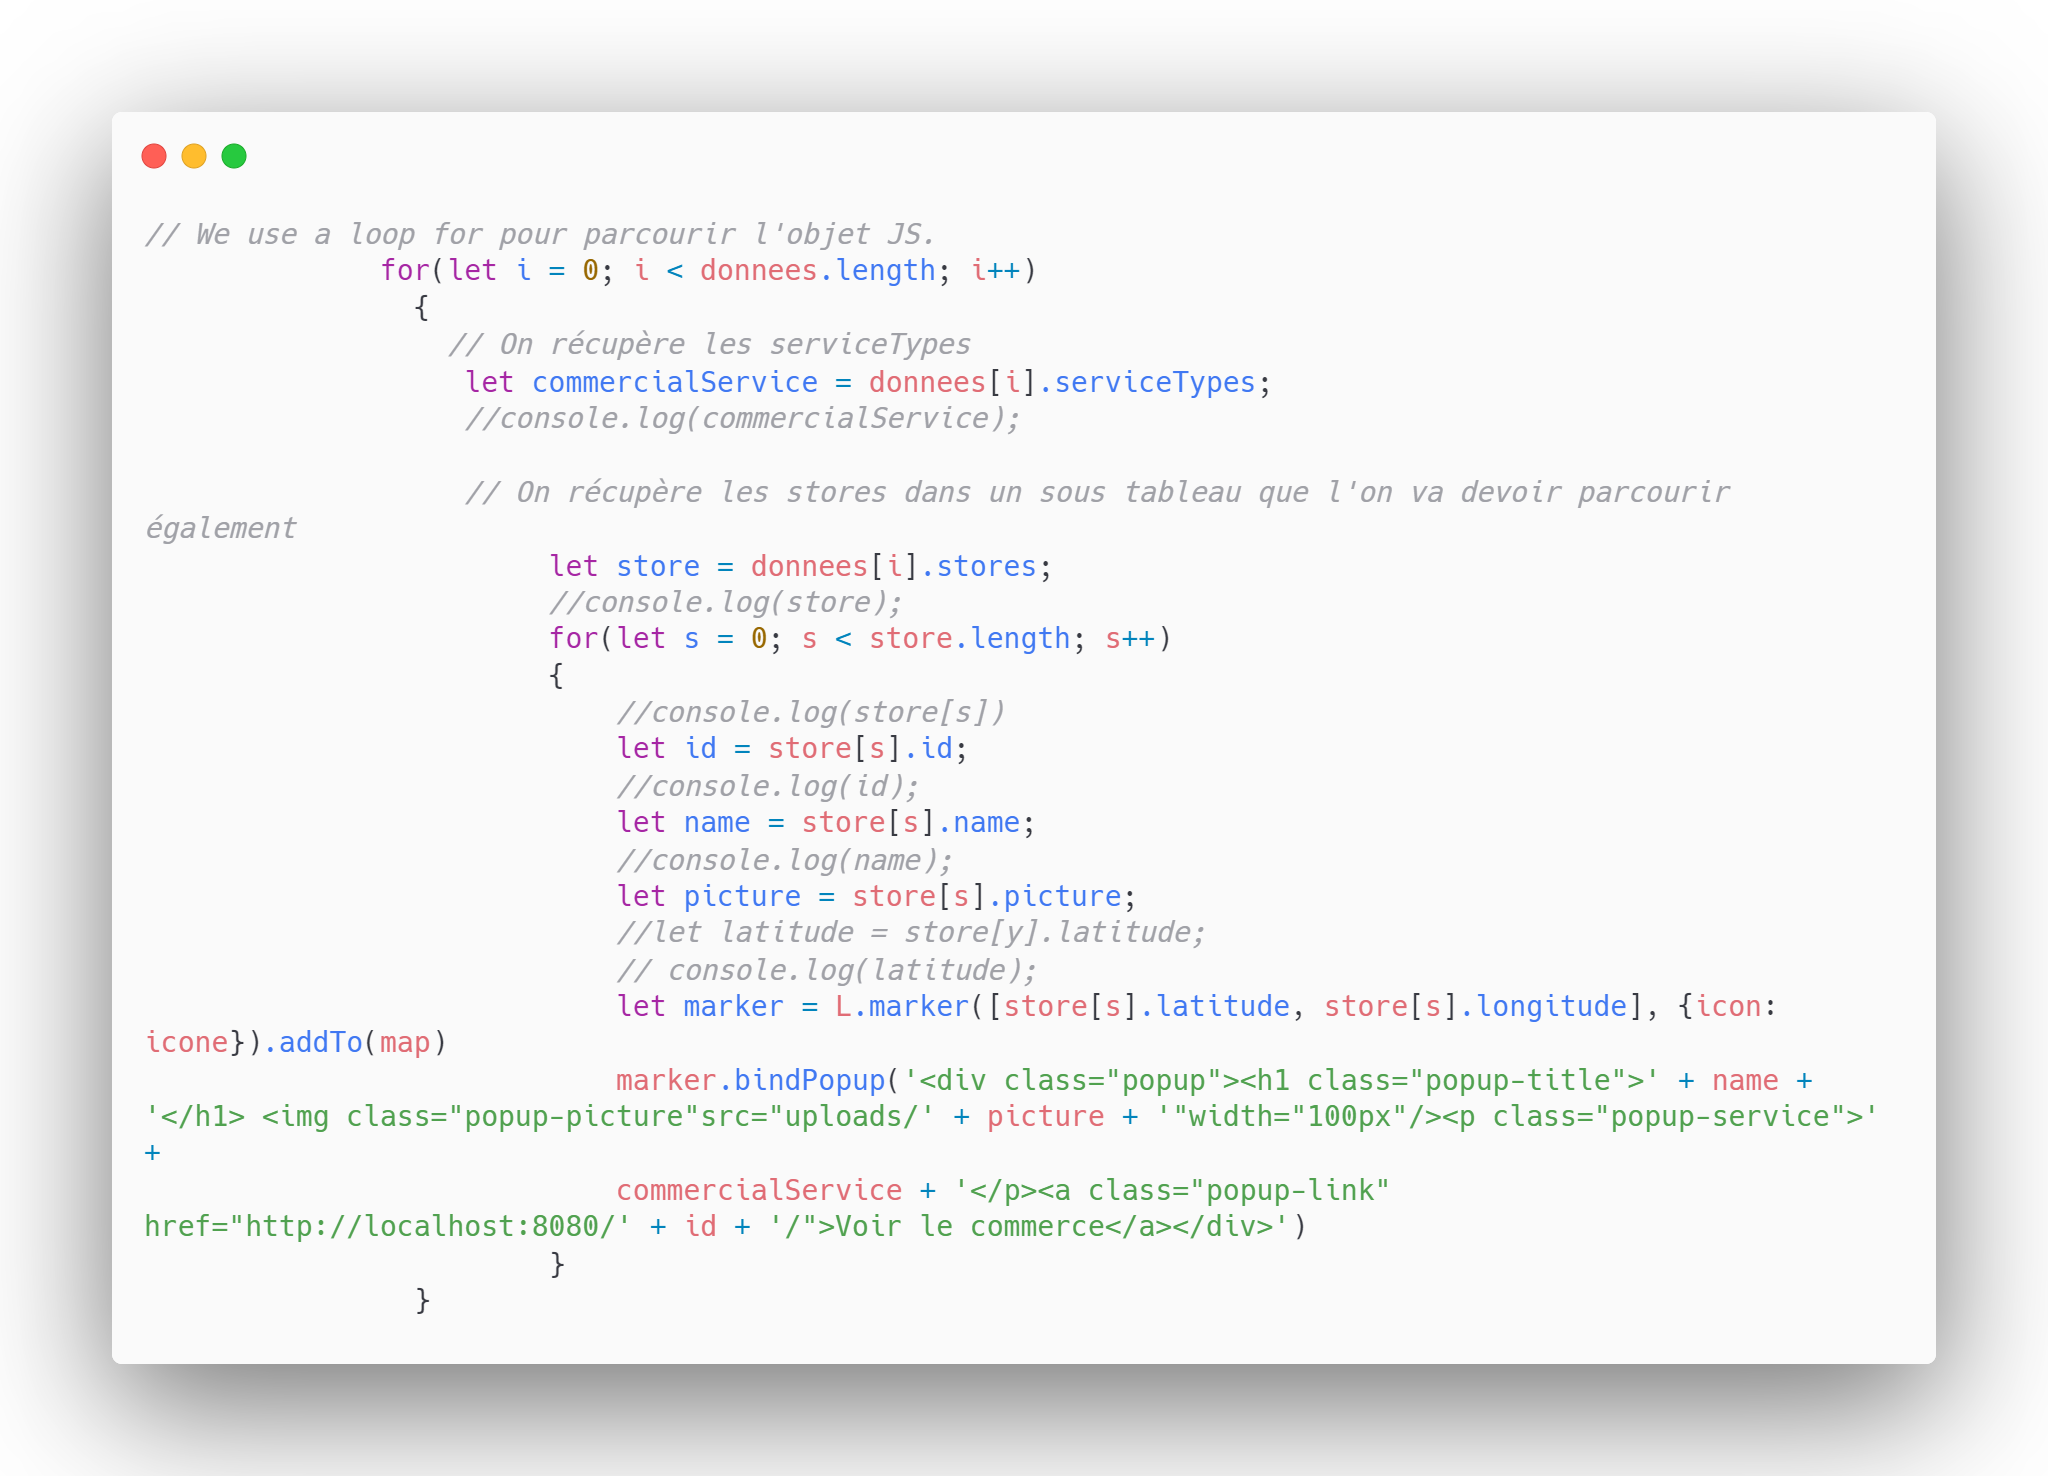 // We use a loop for pour parcourir l'objet JS.
for(let i = 0; i < donnees.length; i++)
{
// On récupère les serviceTypes
let commercialService = donnees[i].serviceTypes;
//console.log(commercialService);
// On récupère les stores dans un sous tableau que l'on va devoir parcourir
également
let store = donnees[i].stores;
//console.log(store);
for(let s = 0; s < store.length; s++)
{
//console.log(store[s])
let id = store[s].id;
//console.log(id);
let name = store[s].name;
//console.log(name);
let picture = store[s].picture;
//let latitude = store[y].latitude;
// console.log(latitude);
let marker = L.marker([store[s].latitude, store[s].longitude], {icon:
icone}).addTo(map)
marker.bindPopup('<div class="popup"><h1 class="popup-title">' + name +
'</h1> <img class="popup-picture"src="uploads/' + picture + '"width="100px"/><p class="popup-service">'
+
commercialService + '</p><a class="popup-link"
href="http://localhost:8080/' + id + '/">Voir le commerce</a></div>')
}
}